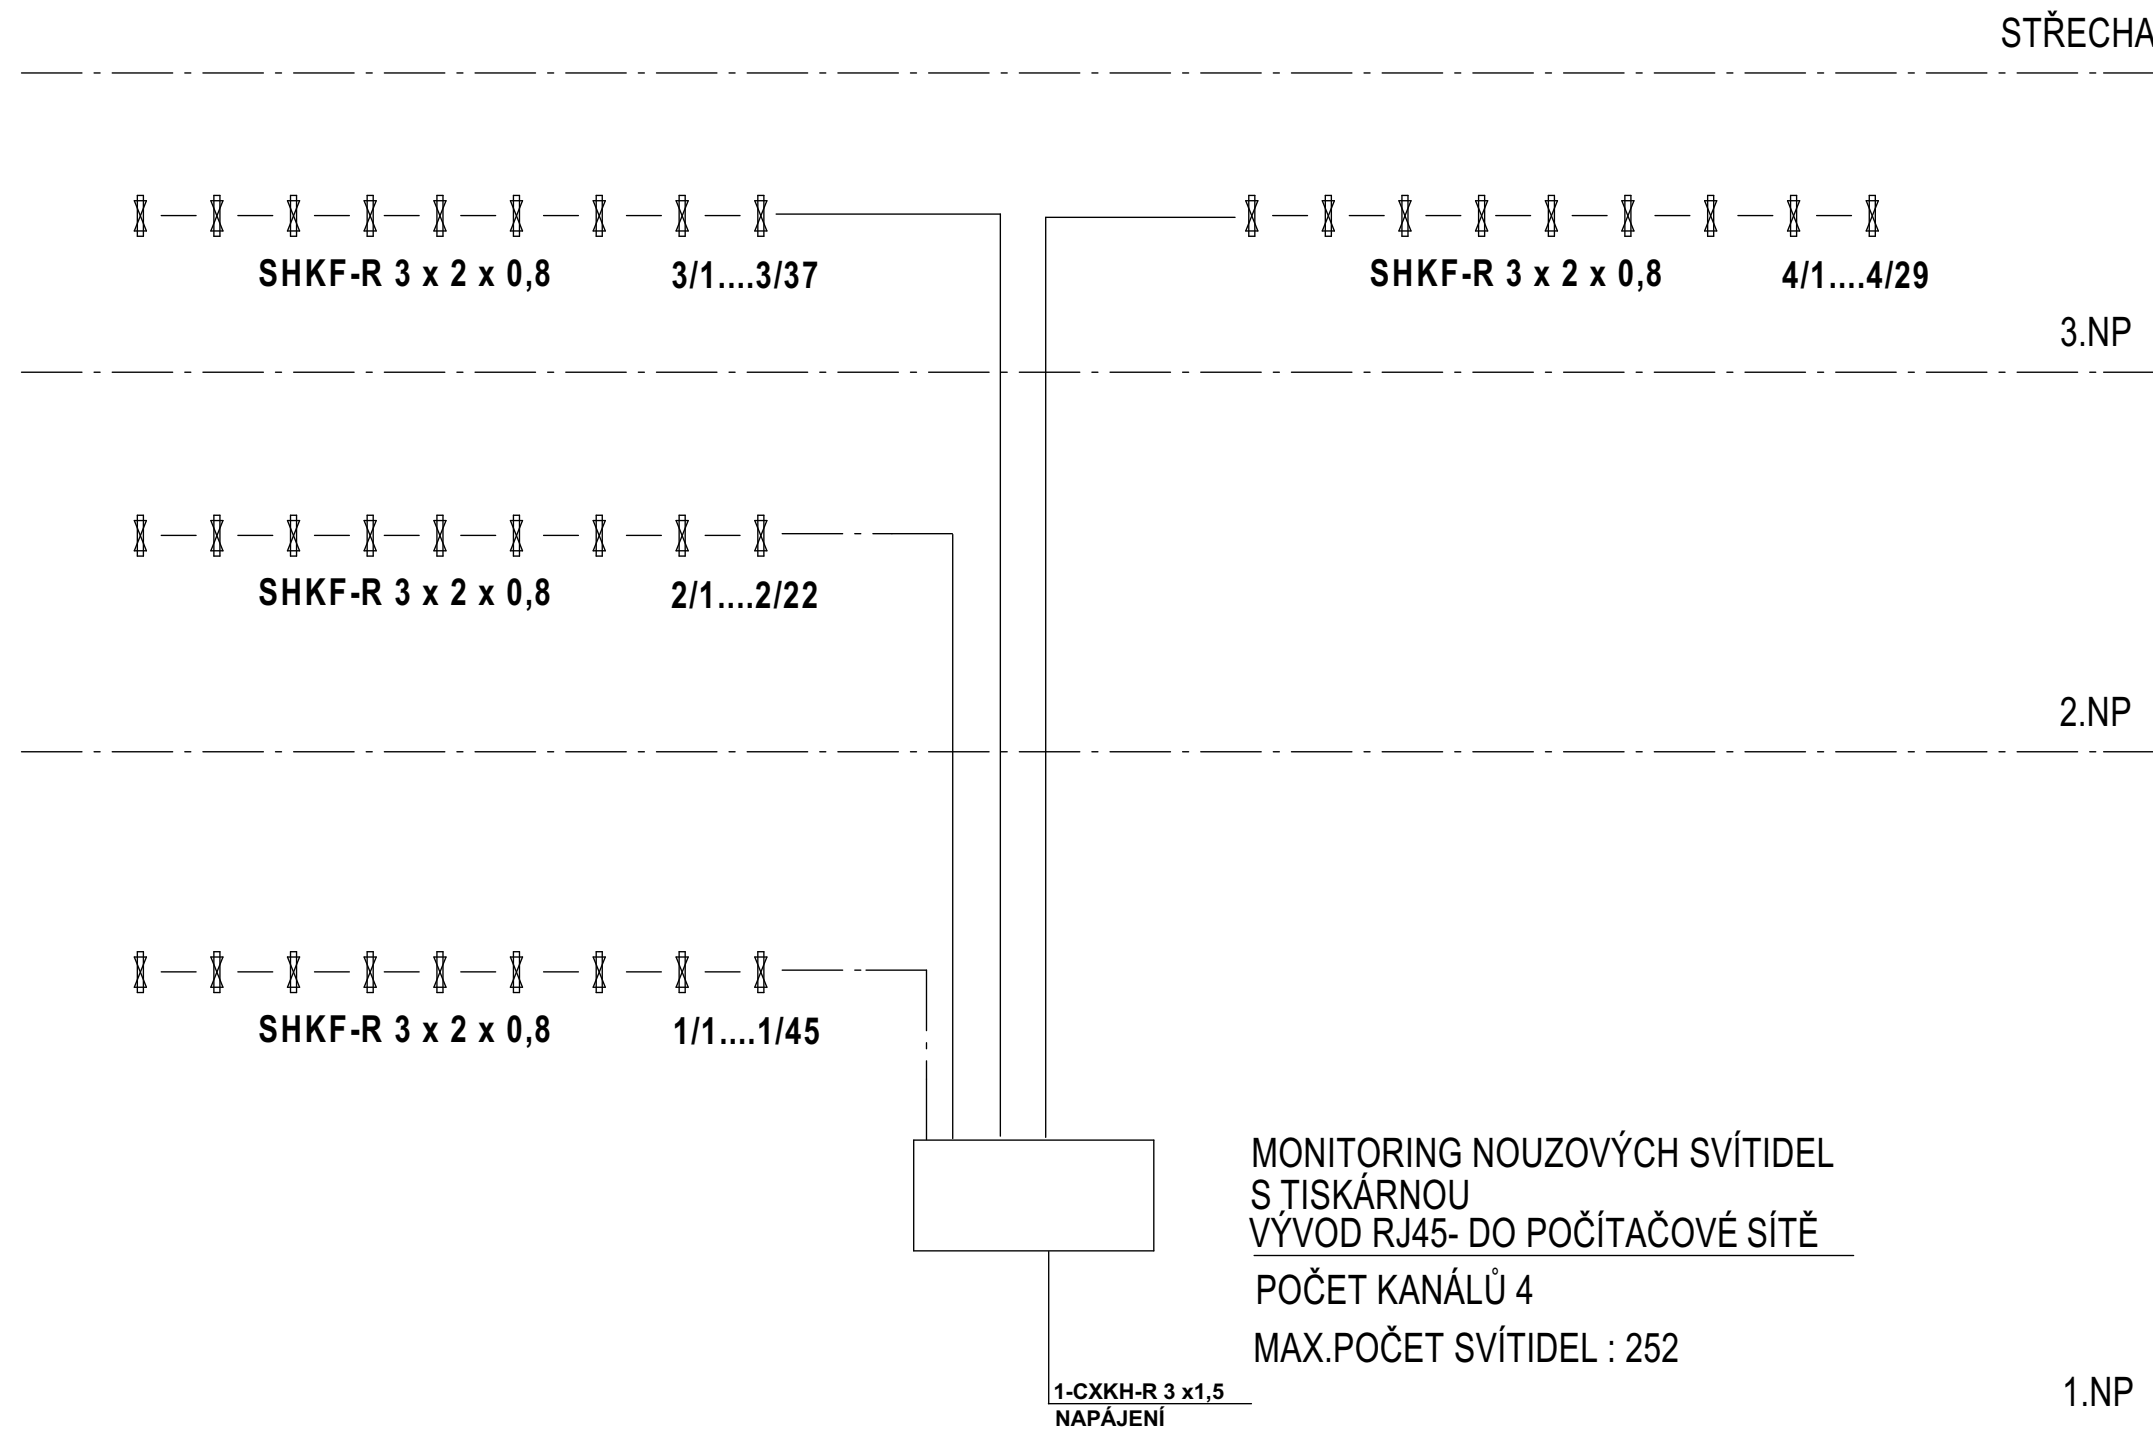 STŘECHA
SHKF-R 3 x 2 x 0,8
3/1....3/37
SHKF-R 3 x 2 x 0,8
4/1....4/29
3.NP
SHKF-R 3 x 2 x 0,8
2/1....2/22
2.NP
SHKF-R 3 x 2 x 0,8
1/1....1/45
MONITORING NOUZOVÝCH SVÍTIDEL
S TISKÁRNOU
VÝVOD RJ45- DO POČÍTAČOVÉ SÍTĚ
POČET KANÁLŮ 4
MAX.POČET SVÍTIDEL : 252
1-CXKH-R 3 x1,5
NAPÁJENÍ
1.NP